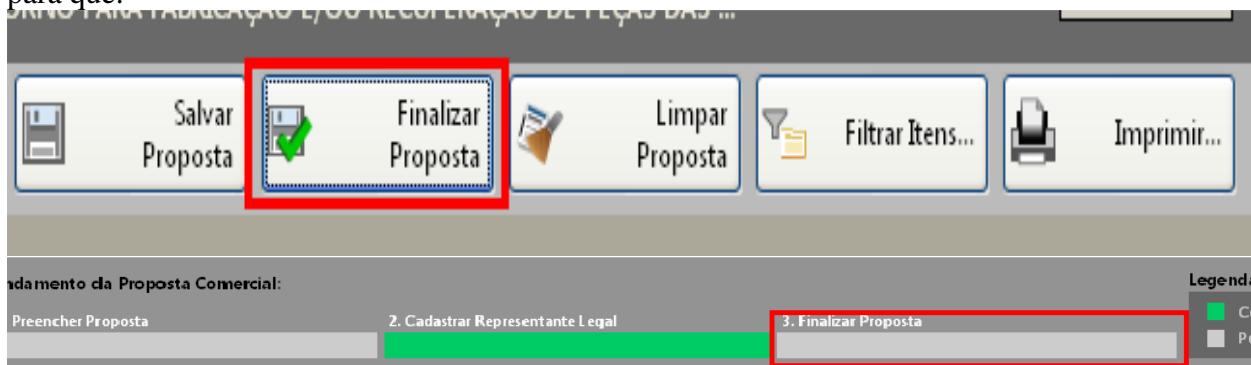 para que:
ORNO PARA FABRICAÇÃO E/OU RECUPERAÇÃO DE PEÇAS DAS ...
Salvar Proposta
Finalizar Proposta
Limpar Proposta
Filtrar Itens...
Imprimir...
ndamento da Proposta Comercial:
Legenda
Preencher Proposta
2. Cadastrar Representante Legal
3. Finalizar Proposta